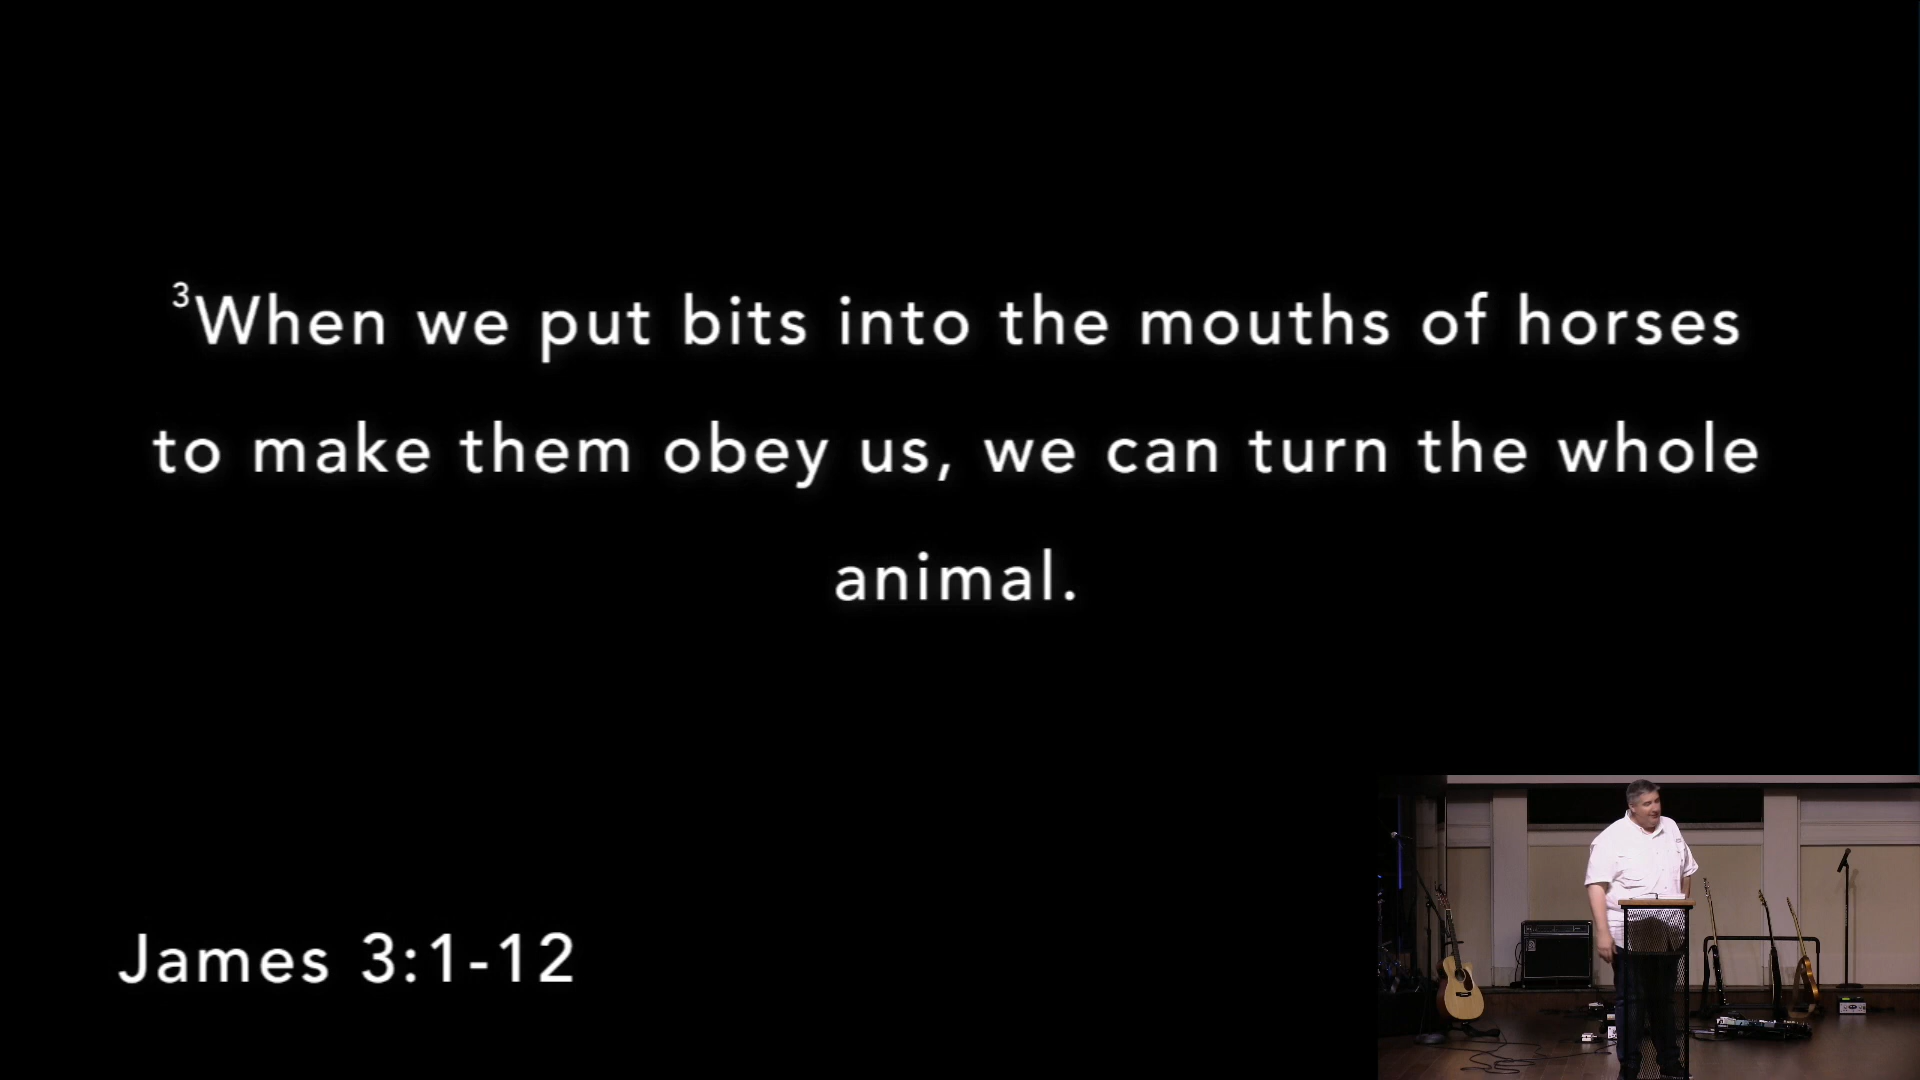 ³When we put bits into the mouths of horses
to make them obey us, we can turn the whole
animal.
James 3:1-12